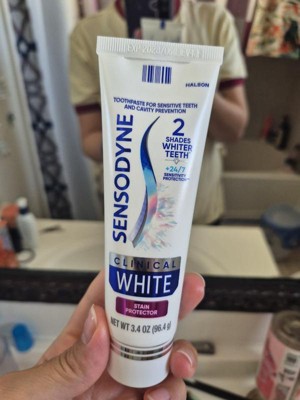 HALEON
TOOTHPASTE FOR SENSITIVE TEETH
AND CAVITY PREVENTION
SENSODYNE
2
SHADES
WHITER
TEETH
+24/7
SENSITIVITY
PROTECTION
CLINICAL
WHITE
STAIN
PROTECTOR
NET WT 3.4 OZ (96.4 g)